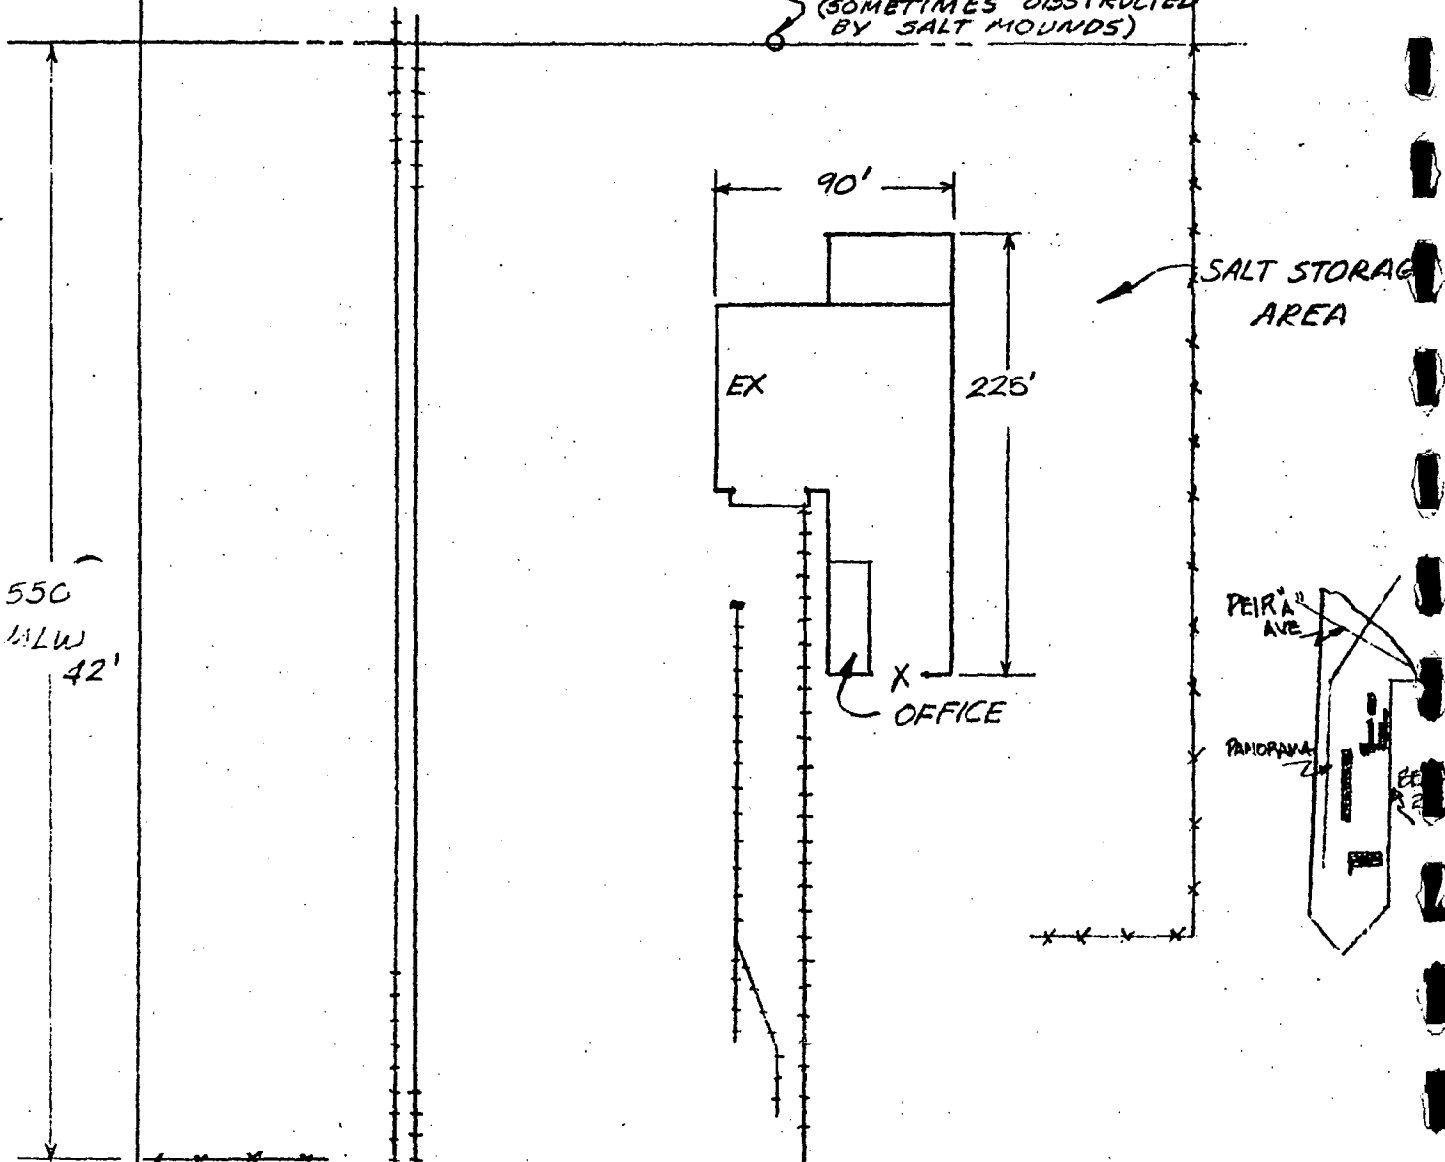 (SOMETIMES OBSTRUCTED
BY SALT MOUNDS)
90'
SALT STORAG
AREA
EX
225'
550
MLW
42'
PEIR "A"
AVE
X
OFFICE
PANORAMA